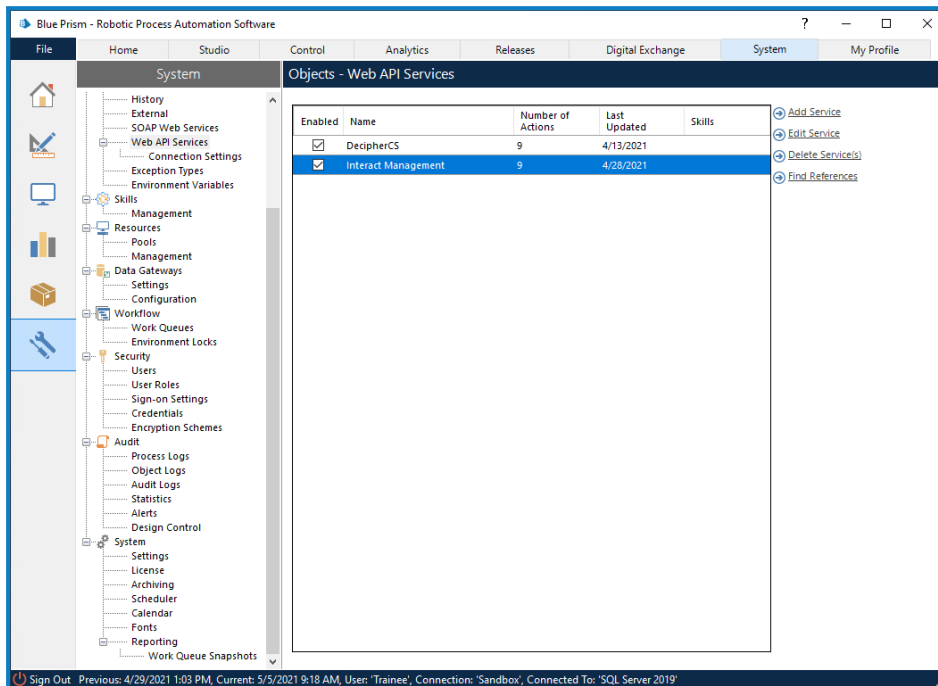 Blue Prism - Robotic Process Automation Software
?
File Home Studio Control Analytics Releases Digital Exchange System My Profile
System
Objects - Web API Services
History
External
SOAP Web Services
Web API Services
Connection Settings
Exception Types
Environment Variables
Skills
Management
Resources
Pools
Management
Data Gateways
Settings
Configuration
Workflow
Work Queues
Environment Locks
Security
Users
User Roles
Sign-on Settings
Credentials
Encryption Schemes
Audit
Process Logs
Object Logs
Audit Logs
Statistics
Alerts
Design Control
System
Settings
License
Archiving
Scheduler
Calendar
Fonts
Reporting
Work Queue Snapshots
Enabled Name Number of Actions Last Updated Skills
DecipherCS 9 4/13/2021
Interact Management 9 4/28/2021
Add Service
Edit Service
Delete Service(s)
Find References
Sign Out Previous: 4/29/2021 1:03 PM, Current: 5/5/2021 9:18 AM, User: 'Trainee', Connection: 'Sandbox', Connected To: 'SQL Server 2019'